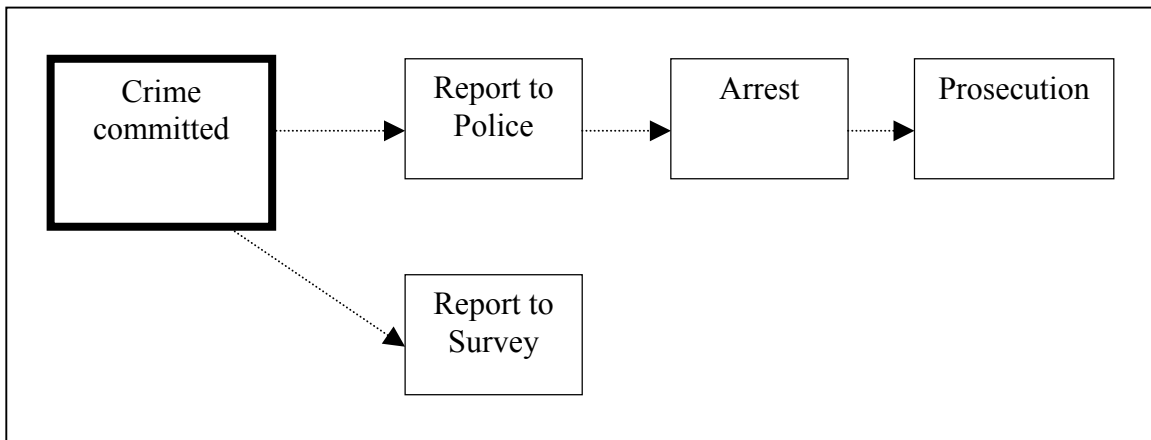 Crime
committed
Report to
Police
Arrest
Prosecution
Report to
Survey